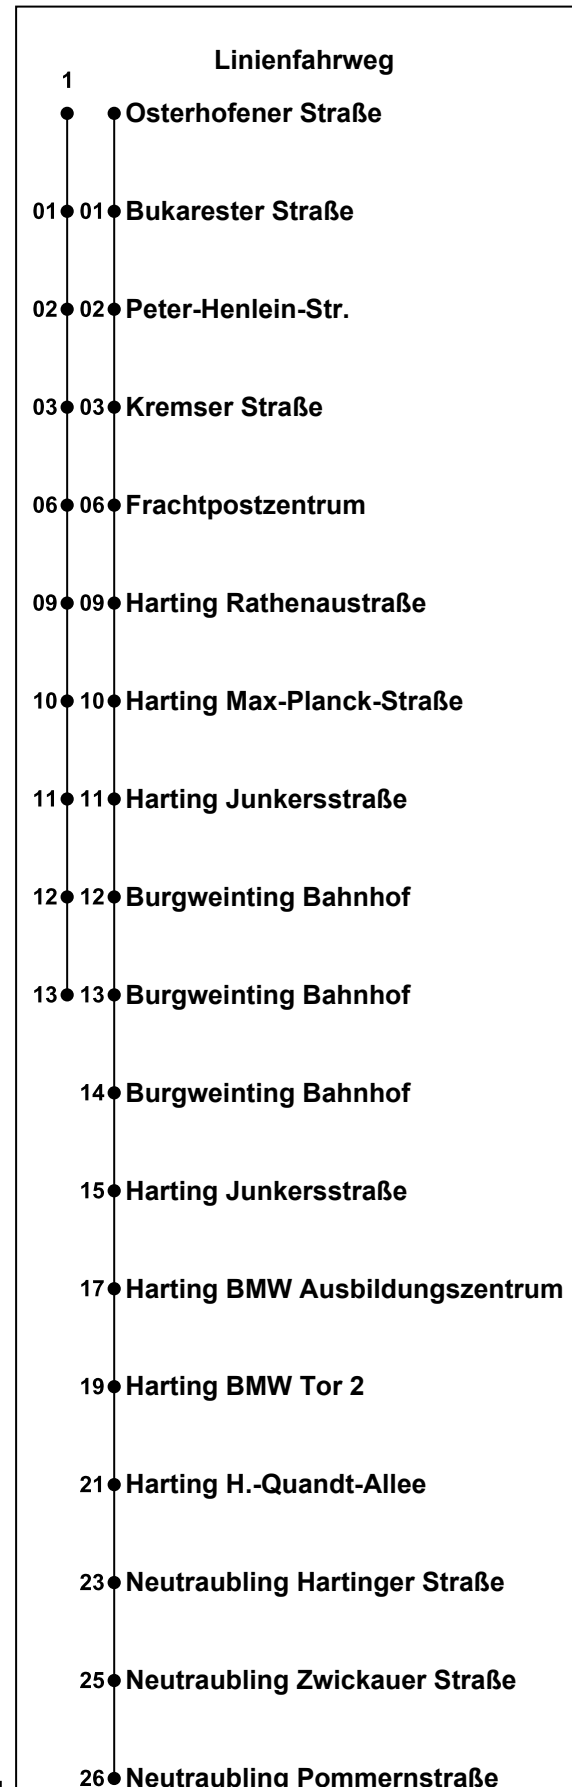 Linienfahrweg
1
Osterhofener Straße
01 01 Bukarester Straße
02 02 Peter-Henlein-Str.
03 03 Kremser Straße
06 06 Frachtpostzentrum
09 09 Harting Rathenaustraße
10 10 Harting Max-Planck-Straße
11 11 Harting Junkersstraße
12 12 Burgweinting Bahnhof
13 13 Burgweinting Bahnhof
14 Burgweinting Bahnhof
15 Harting Junkersstraße
17 Harting BMW Ausbildungszentrum
19 Harting BMW Tor 2
21 Harting H.-Quandt-Allee
23 Neutraubling Hartinger Straße
25 Neutraubling Zwickauer Straße
26 Neutraubling Pommernstraße